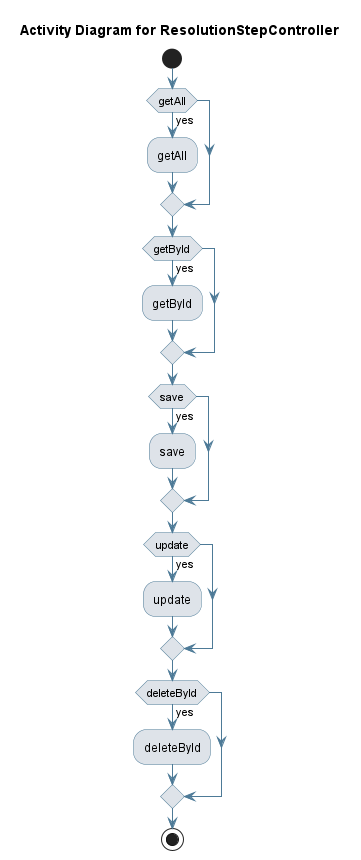 Activity Diagram for ResolutionStepController
getAll
yes
getAll
getById
yes
getById
save
yes
save
update
yes
update
deleteById
yes
deleteById